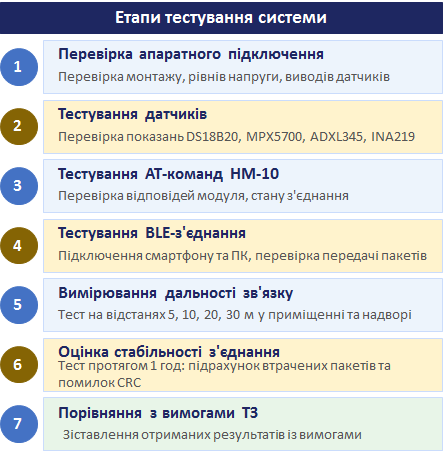 Етапи тестування системи
1
Перевірка апаратного підключення
Перевірка монтажу, рівнів напруги, виводів датчиків
2
Тестування датчиків
Перевірка показань DS18B20, MPX5700, ADXL345, INA219
3
Тестування AT-команд HM-10
Перевірка відповідей модуля, стану з'єднання
4
Тестування BLE-з'єднання
Підключення смартфону та ПК, перевірка передачі пакетів
5
Вимірювання дальності зв'язку
Тест на відстанях 5, 10, 20, 30 м у приміщенні та надворі
6
Оцінка стабільності з'єднання
Тест протягом 1 год: підрахунок втрачених пакетів та
помилок CRC
7
Порівняння з вимогами ТЗ
Зіставлення отриманих результатів із вимогами